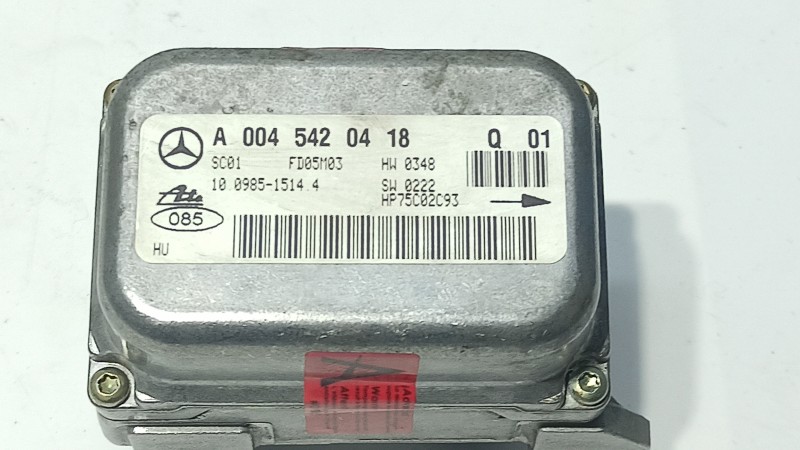 A 004 542 04 18 Q 01
SC01 FD05M03 HW 0348
10.0985-1514.4 SW 0222
Ate HP75C02C93
085
HU